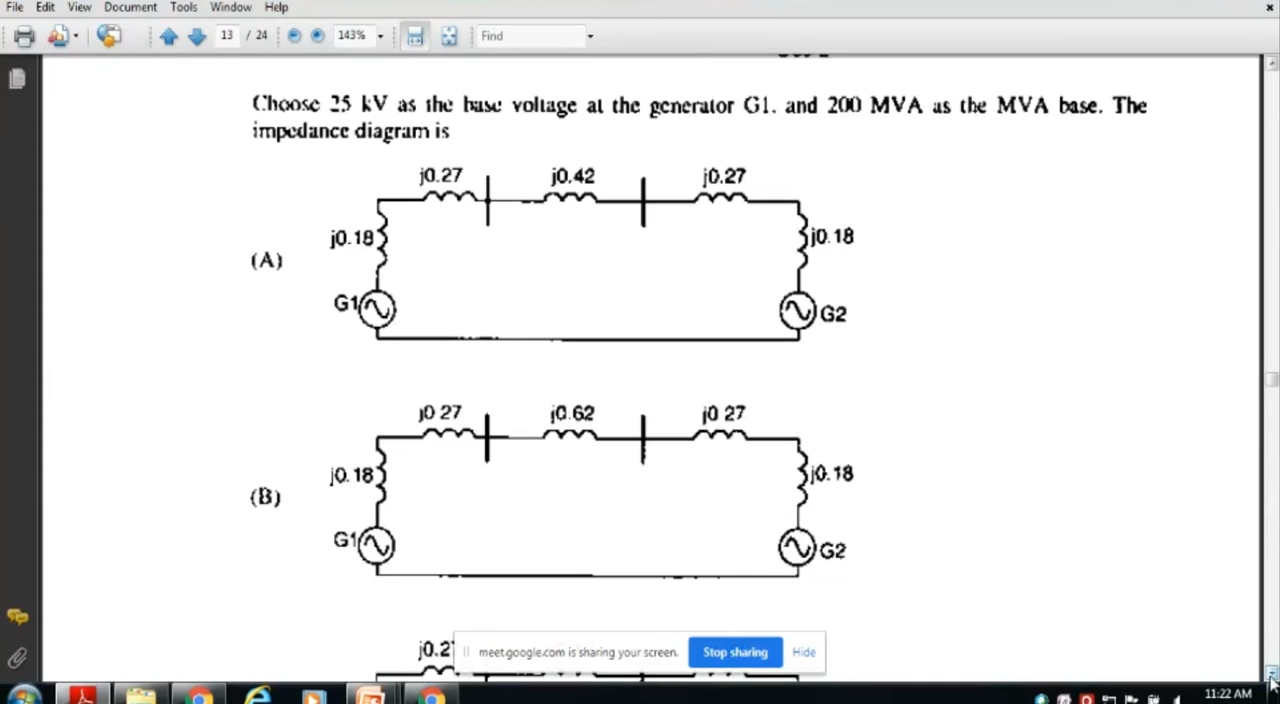 File Edit View Document Tools Window Help
13 / 24 143% Find
Choose 25 kV as the base voltage at the generator G1. and 200 MVA as the MVA base. The
impedance diagram is
j0.27 j0.42 j0.27
j0.18 j0.18
(A)
G1 G2
j0 27 j0.62 j0 27
j0.18 j0.18
(B)
G1 G2
j0.2
meet.google.com is sharing your screen. Stop sharing Hide
11:22 AM